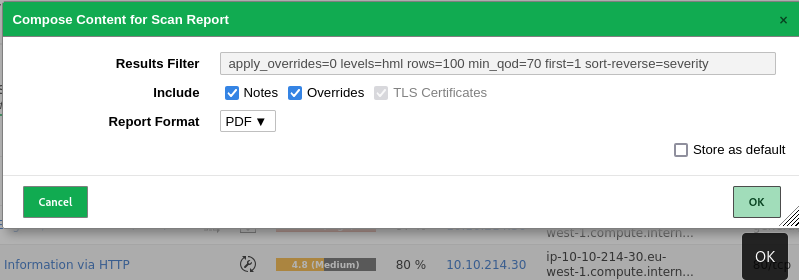 Compose Content for Scan Report ×
Results Filter apply_overrides=0 levels=hml rows=100 min_qod=70 first=1 sort-reverse=severity
Include Notes Overrides TLS Certificates
Report Format PDF ▼
Store as default
Cancel OK
west-1.compute.intern...
Information via HTTP 4.8 (Medium) 80 % 10.10.214.30 ip-10-10-214-30.eu-
west-1.compute.intern... 80/tcp
OK